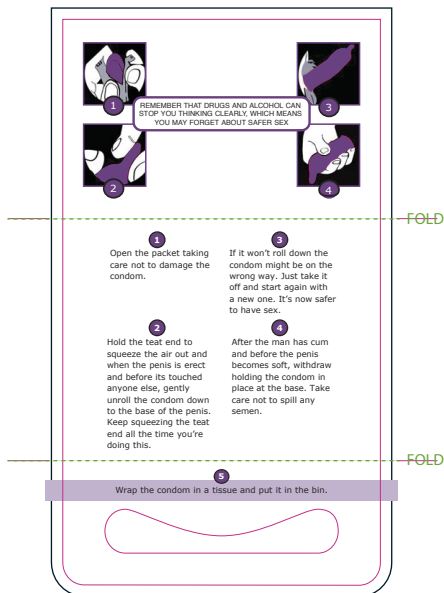 1
3
REMEMBER THAT DRUGS AND ALCOHOL CAN
STOP YOU THINKING CLEARLY, WHICH MEANS
YOU MAY FORGET ABOUT SAFER SEX
2
4
FOLD
1
Open the packet taking
care not to damage the
condom.
3
If it won't roll down the
condom might be on the
wrong way. Just take it
off and start again with
a new one. It's now safer
to have sex.
2
Hold the teat end to
squeeze the air out and
when the penis is erect
and before its touched
anyone else, gently
unroll the condom down
to the base of the penis.
Keep squeezing the teat
end all the time you're
doing this.
4
After the man has cum
and before the penis
becomes soft, withdraw
holding the condom in
place at the base. Take
care not to spill any
semen.
FOLD
5
Wrap the condom in a tissue and put it in the bin.